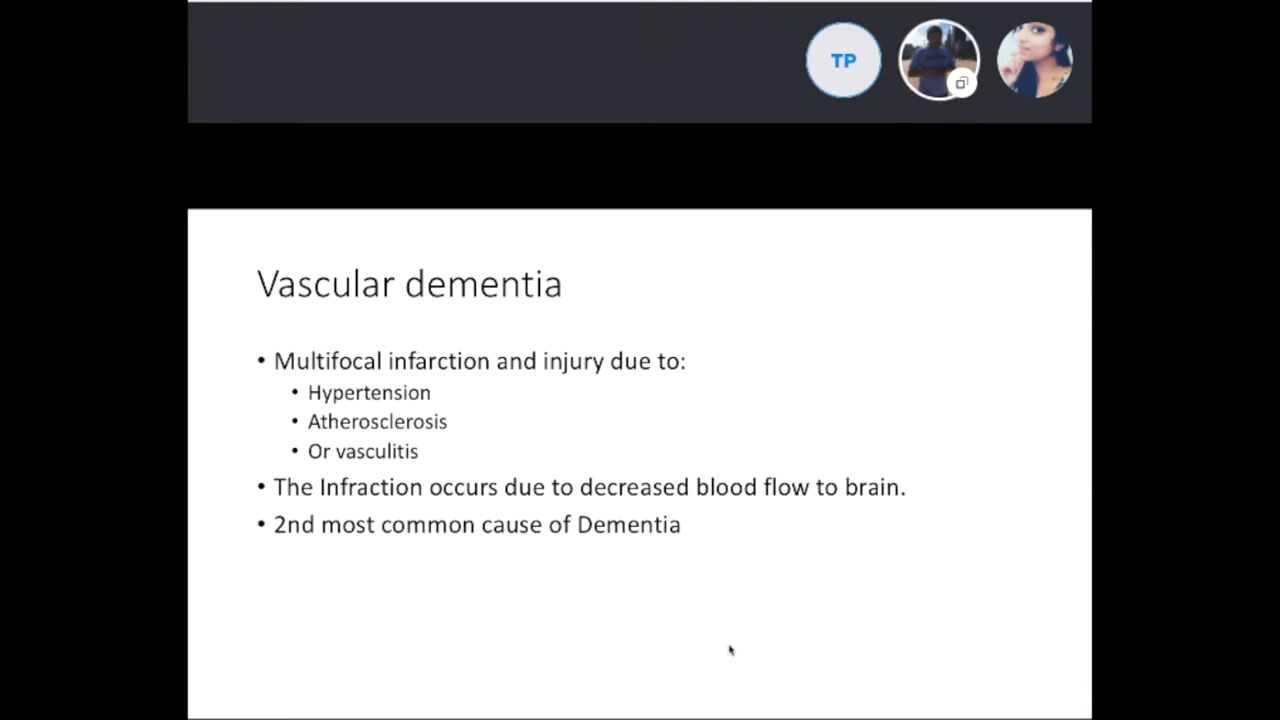 TP
Vascular dementia
• Multifocal infarction and injury due to:
• Hypertension
• Atherosclerosis
• Or vasculitis
• The Infraction occurs due to decreased blood flow to brain.
• 2nd most common cause of Dementia